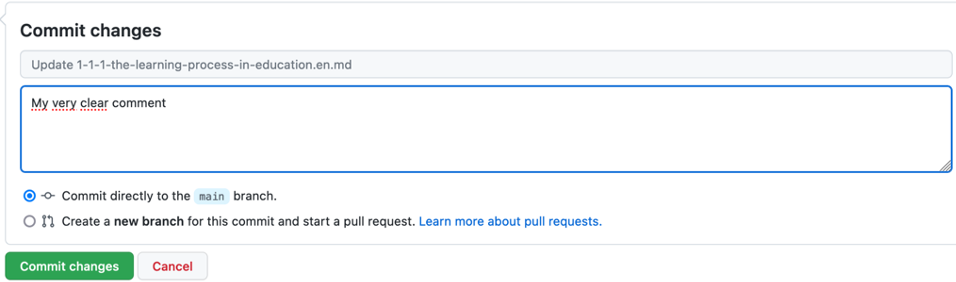 Commit changes
Update 1-1-1-the-learning-process-in-education.en.md
My very clear comment
Commit directly to the main branch.
Create a new branch for this commit and start a pull request. Learn more about pull requests.
Commit changes Cancel